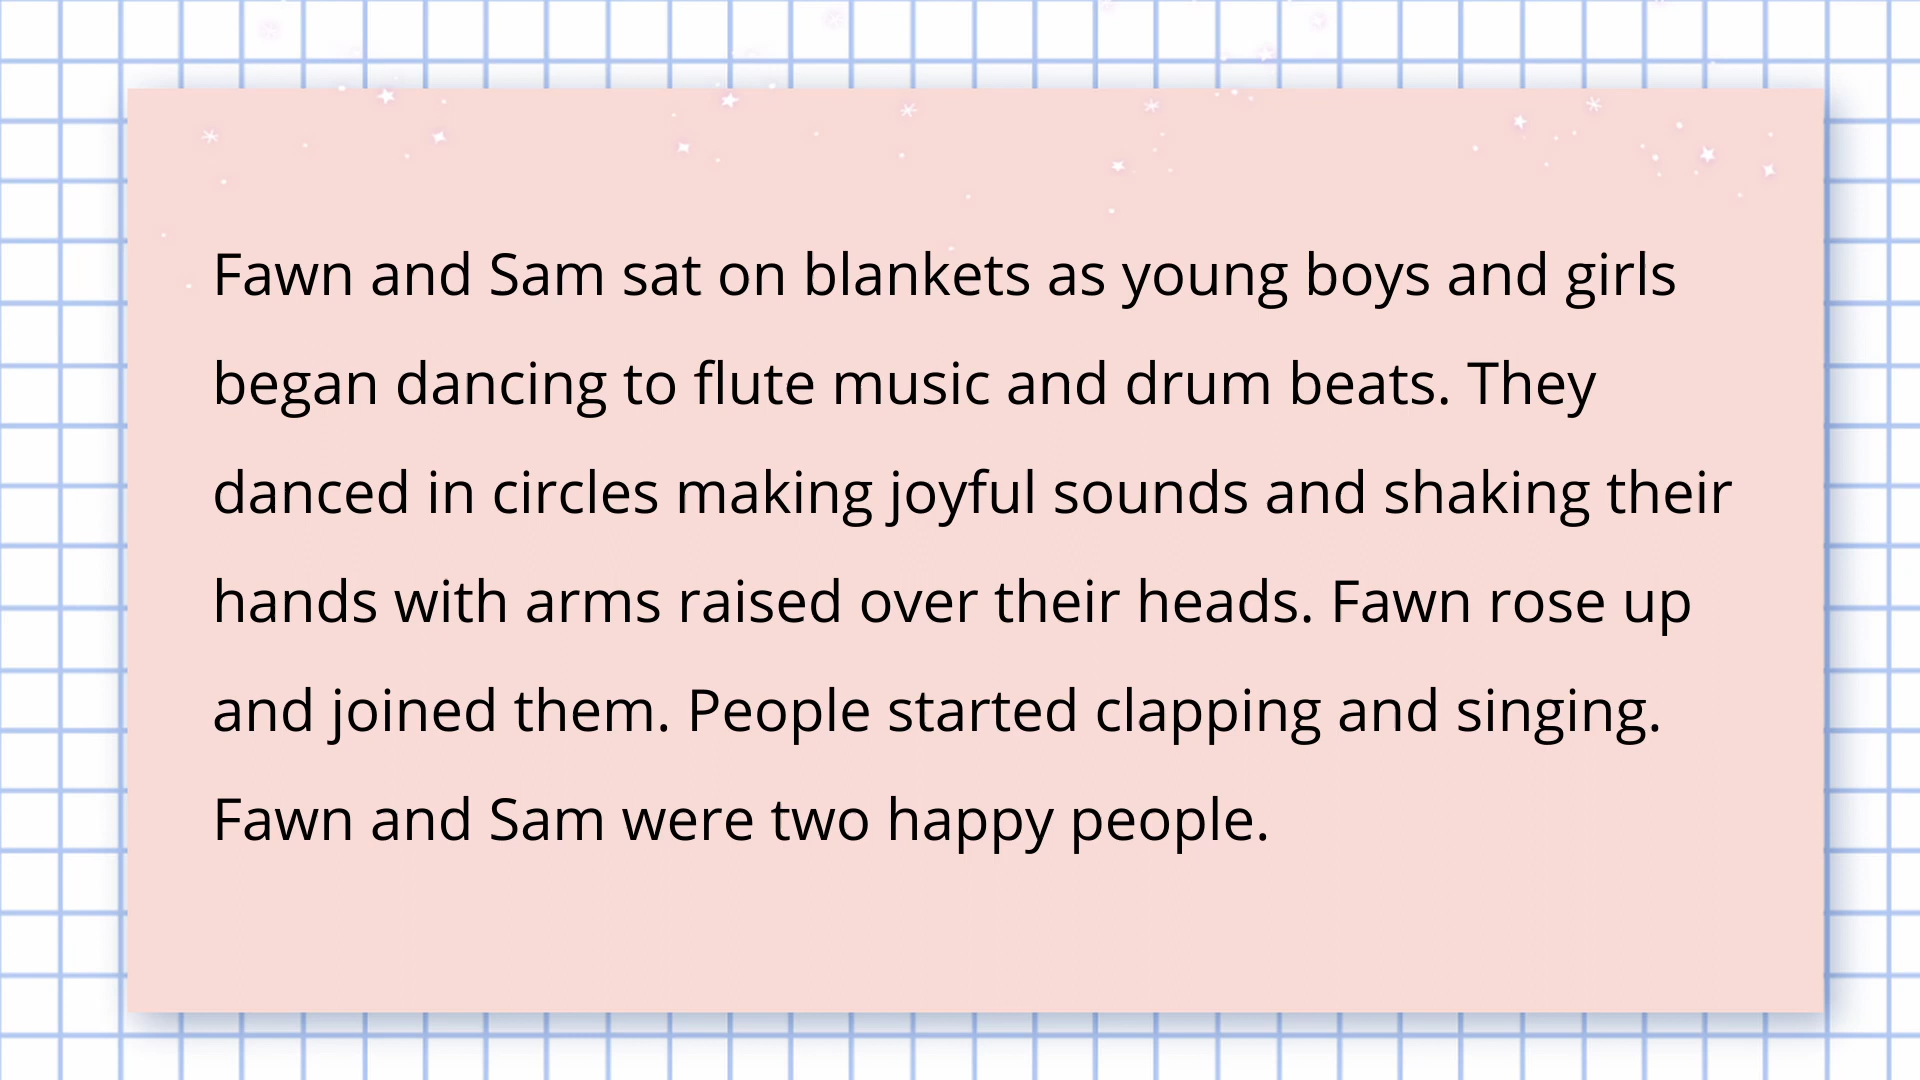 Fawn and Sam sat on blankets as young boys and girls
began dancing to flute music and drum beats. They
danced in circles making joyful sounds and shaking their
hands with arms raised over their heads. Fawn rose up
and joined them. People started clapping and singing.
Fawn and Sam were two happy people.